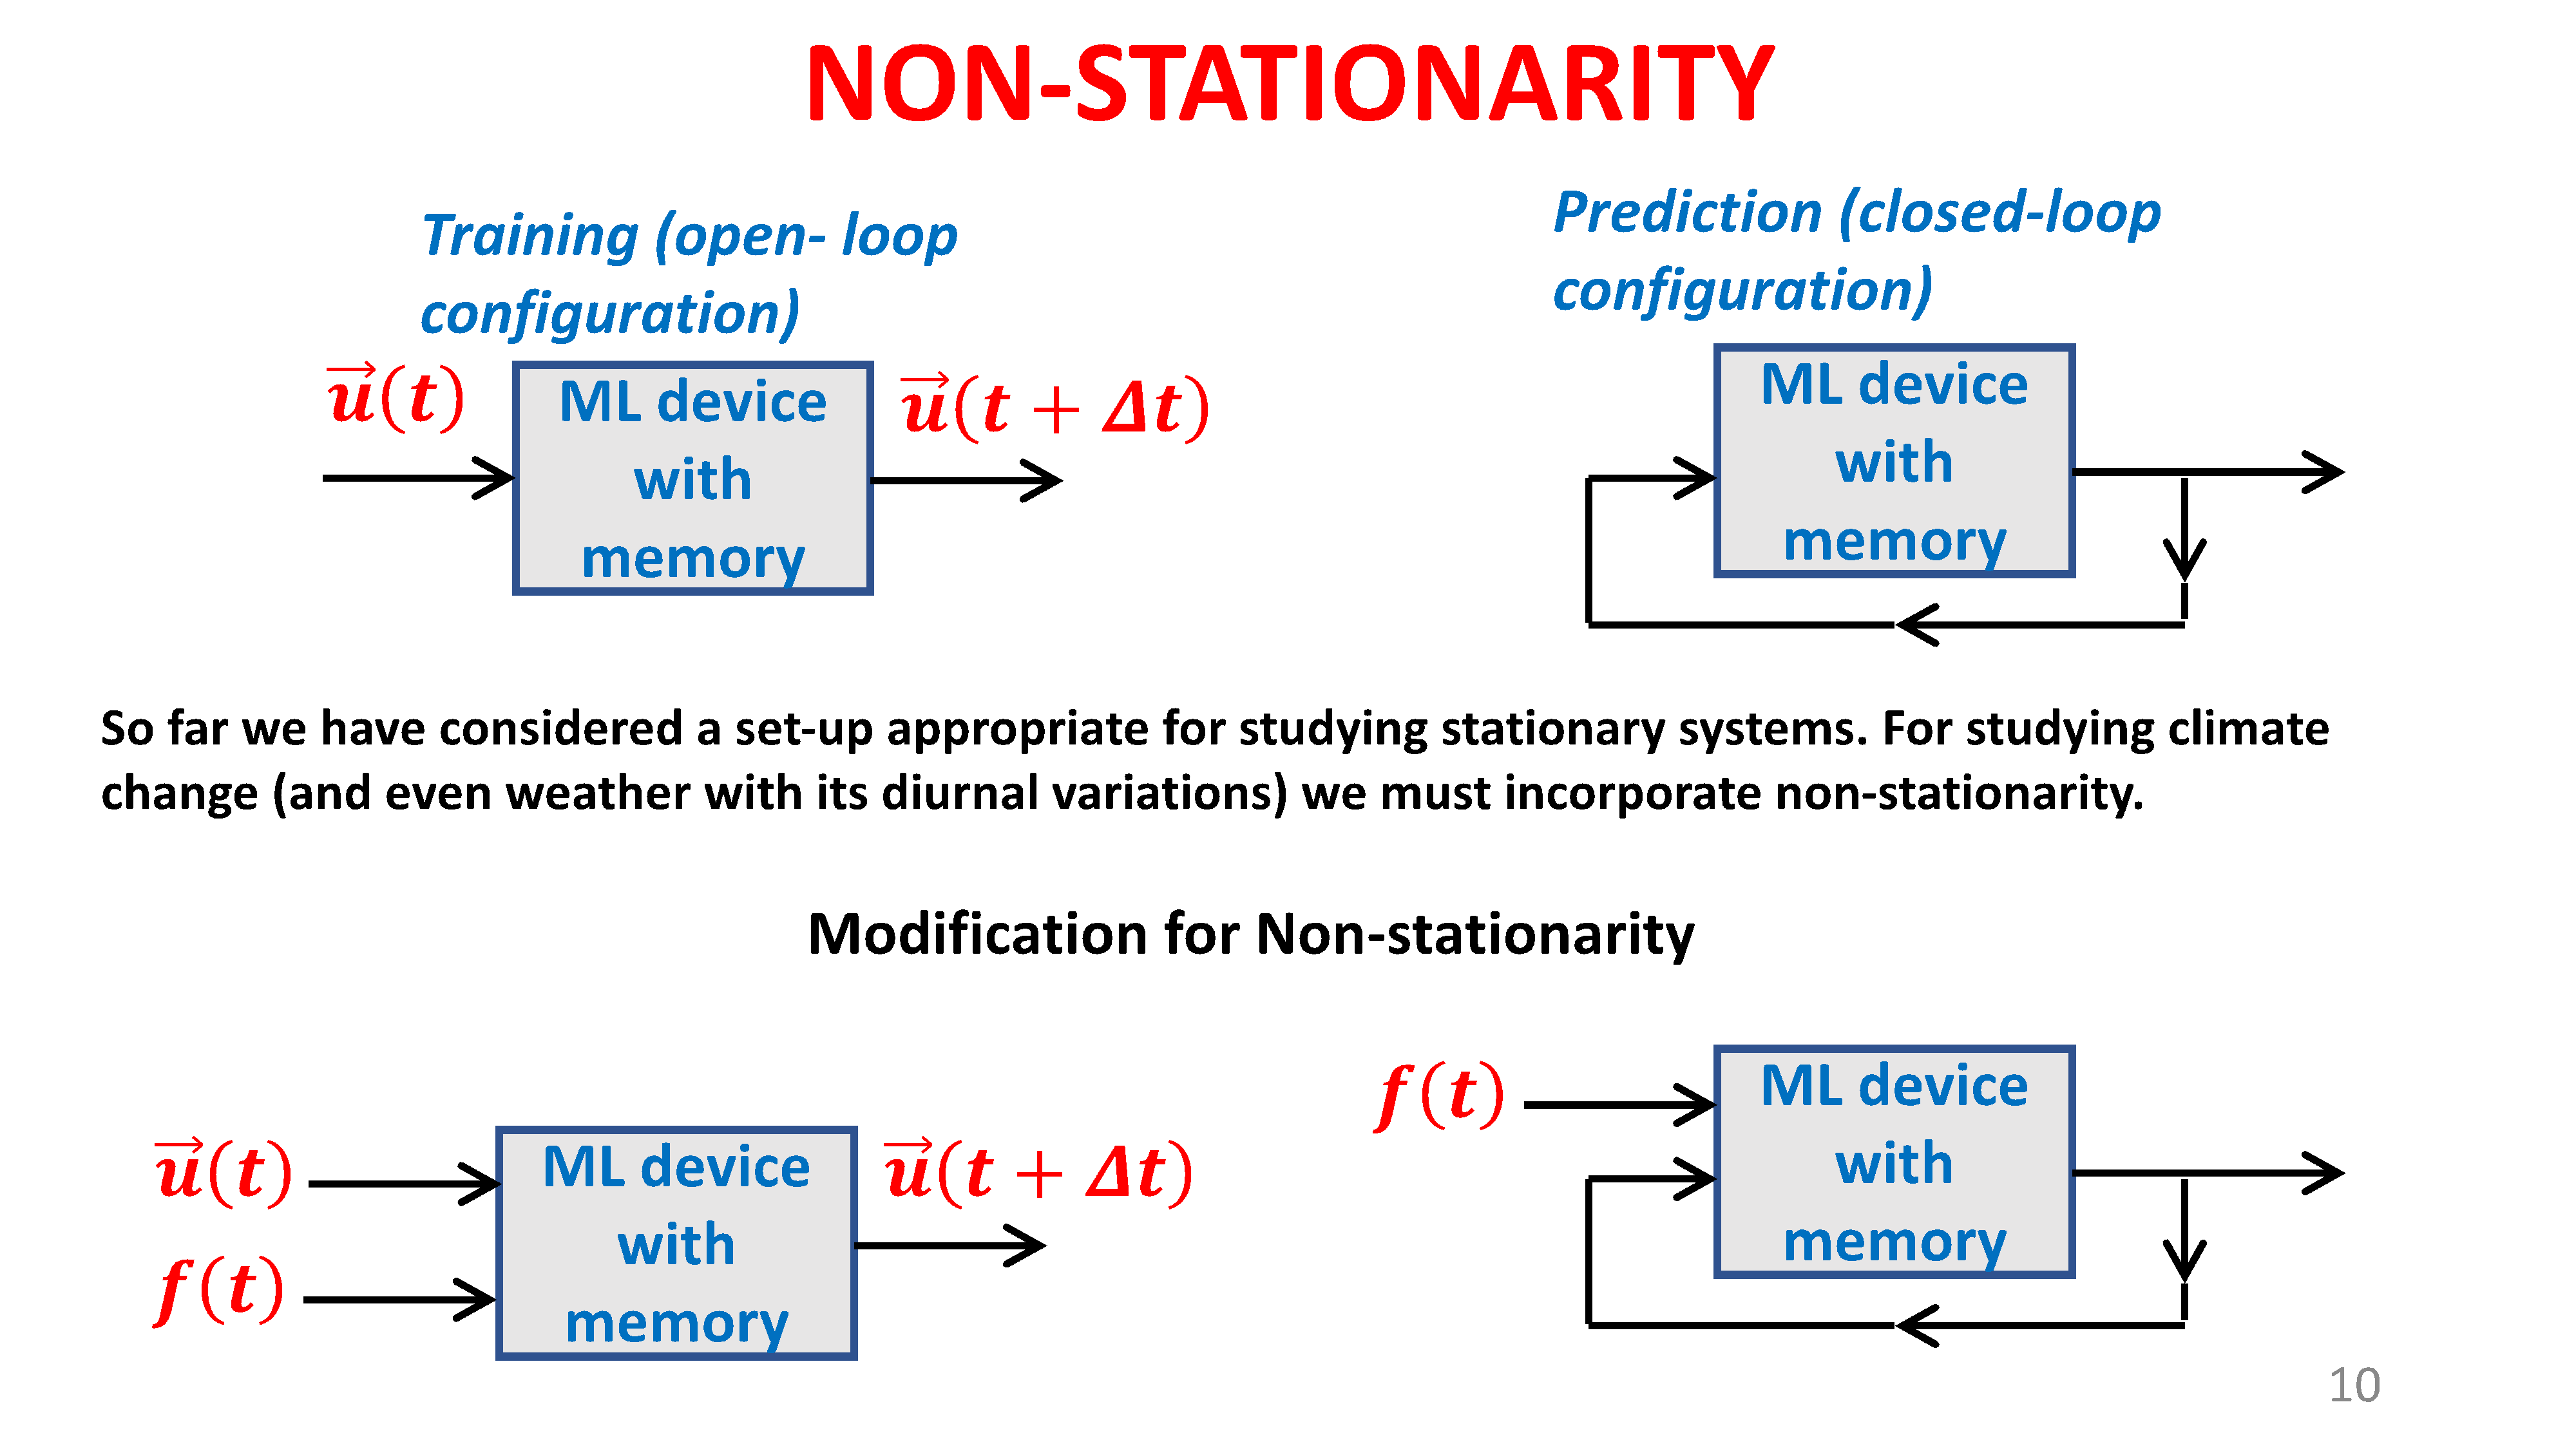 NON-STATIONARITY
Training (open- loop
configuration)
Prediction (closed-loop
configuration)
$\vec{u}(t)$
ML device
with
memory
$\vec{u}(t + \Delta t)$
ML device
with
memory
So far we have considered a set-up appropriate for studying stationary systems. For studying climate
change (and even weather with its diurnal variations) we must incorporate non-stationarity.
Modification for Non-stationarity
$\vec{u}(t)$
$f(t)$
ML device
with
memory
$\vec{u}(t + \Delta t)$
$f(t)$
ML device
with
memory
10